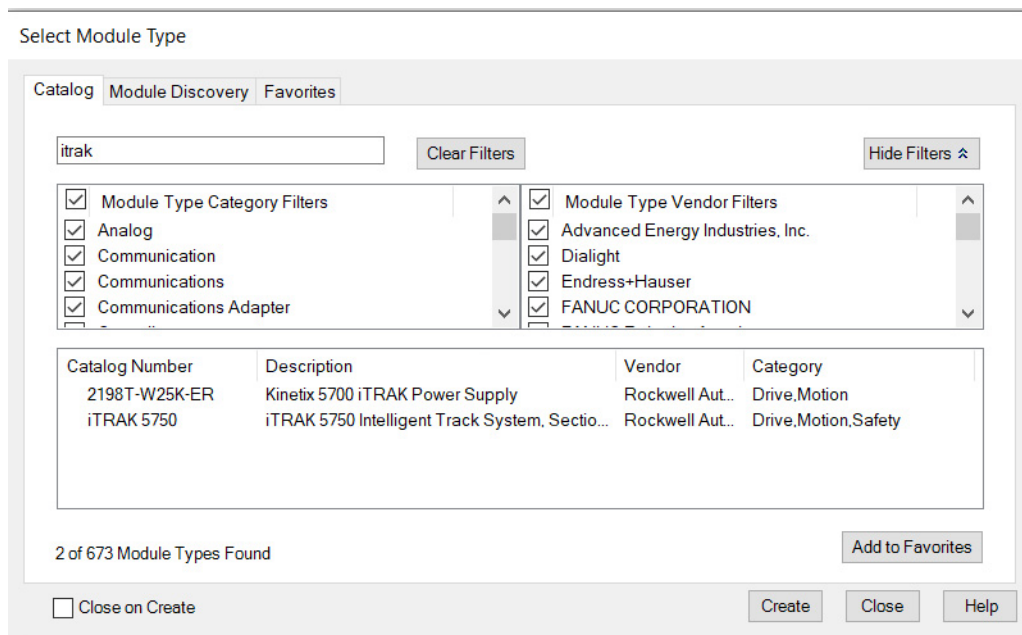 Select Module Type
Catalog Module Discovery Favorites
itrak Clear Filters Hide Filters
Module Type Category Filters Module Type Vendor Filters
Analog Advanced Energy Industries, Inc.
Communication Dialight
Communications Endress+Hauser
Communications Adapter FANUC CORPORATION
Catalog Number Description Vendor Category
2198T-W25K-ER Kinetix 5700 iTRAK Power Supply Rockwell Aut... Drive,Motion
iTRAK 5750 iTRAK 5750 Intelligent Track System, Sectio... Rockwell Aut... Drive,Motion,Safety
2 of 673 Module Types Found Add to Favorites
Close on Create Create Close Help